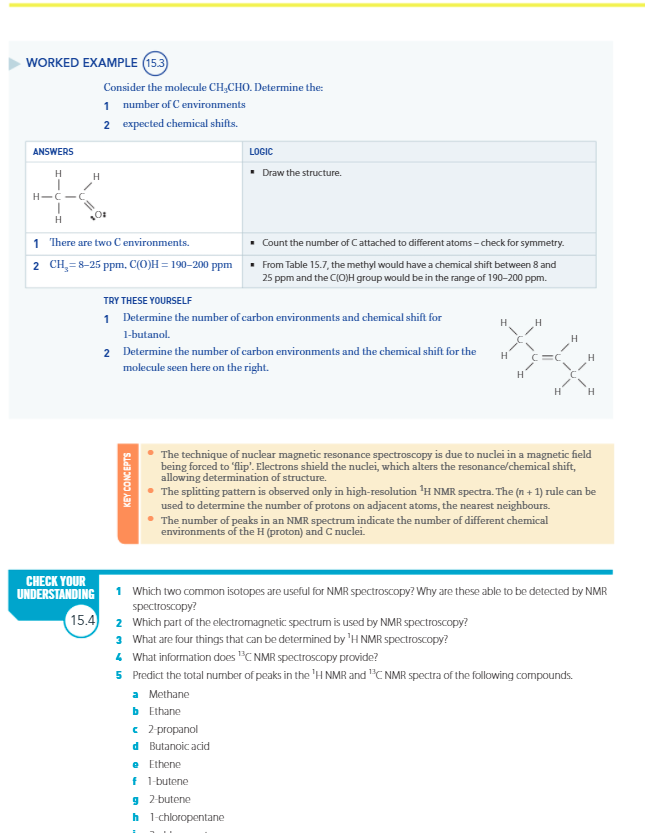 WORKED EXAMPLE 15.3
Consider the molecule CH₃CHO. Determine the:
1 number of C environments
2 expected chemical shifts.
ANSWERS
LOGIC
H
H
H—C—C
H
O
▪ Draw the structure.
1 There are two C environments.
▪ Count the number of C attached to different atoms – check for symmetry.
2 CH₃ = 8–25 ppm, C(O)H = 190–200 ppm
▪ From Table 15.7, the methyl would have a chemical shift between 8 and
25 ppm and the C(O)H group would be in the range of 190–200 ppm.
TRY THESE YOURSELF
1 Determine the number of carbon environments and chemical shift for
1-butanol.
2 Determine the number of carbon environments and the chemical shift for the
molecule seen here on the right.
H H
C H
H C=C H
H C
H H
KEY CONCEPTS
• The technique of nuclear magnetic resonance spectroscopy is due to nuclei in a magnetic field
being forced to ‘flip’. Electrons shield the nuclei, which alters the resonance/chemical shift,
allowing determination of structure.
• The splitting pattern is observed only in high-resolution ¹H NMR spectra. The (n + 1) rule can be
used to determine the number of protons on adjacent atoms, the nearest neighbours.
• The number of peaks in an NMR spectrum indicate the number of different chemical
environments of the H (proton) and C nuclei.
CHECK YOUR
UNDERSTANDING
15.4
1 Which two common isotopes are useful for NMR spectroscopy? Why are these able to be detected by NMR
spectroscopy?
2 Which part of the electromagnetic spectrum is used by NMR spectroscopy?
3 What are four things that can be determined by ¹H NMR spectroscopy?
4 What information does ¹³C NMR spectroscopy provide?
5 Predict the total number of peaks in the ¹H NMR and ¹³C NMR spectra of the following compounds.
a Methane
b Ethane
c 2-propanol
d Butanoic acid
e Ethene
f 1-butene
g 2-butene
h 1-chloropentane